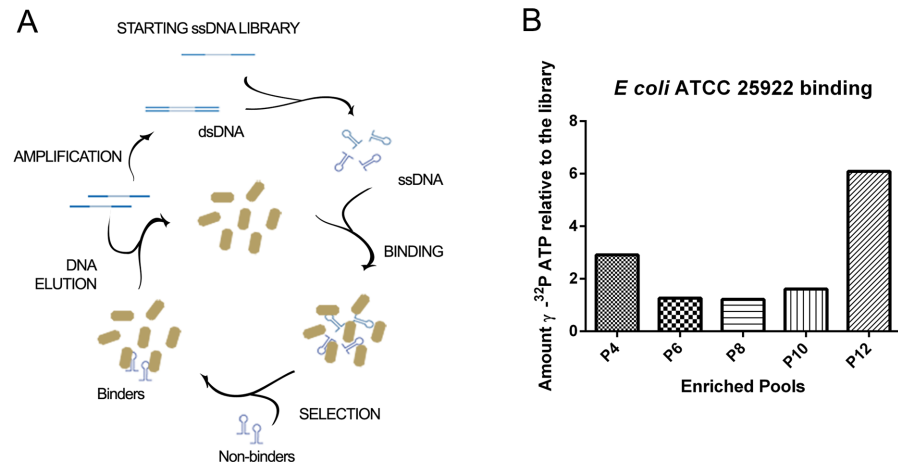 A
STARTING ssDNA LIBRARY
dsDNA
AMPLIFICATION
ssDNA
BINDING
DNA
ELUTION
Binders
SELECTION
Non-binders
B
E coli ATCC 25922 binding
Amount γ -³²P ATP relative to the library
8
6
4
2
0
P4
P6
P8
P10
P12
Enriched Pools